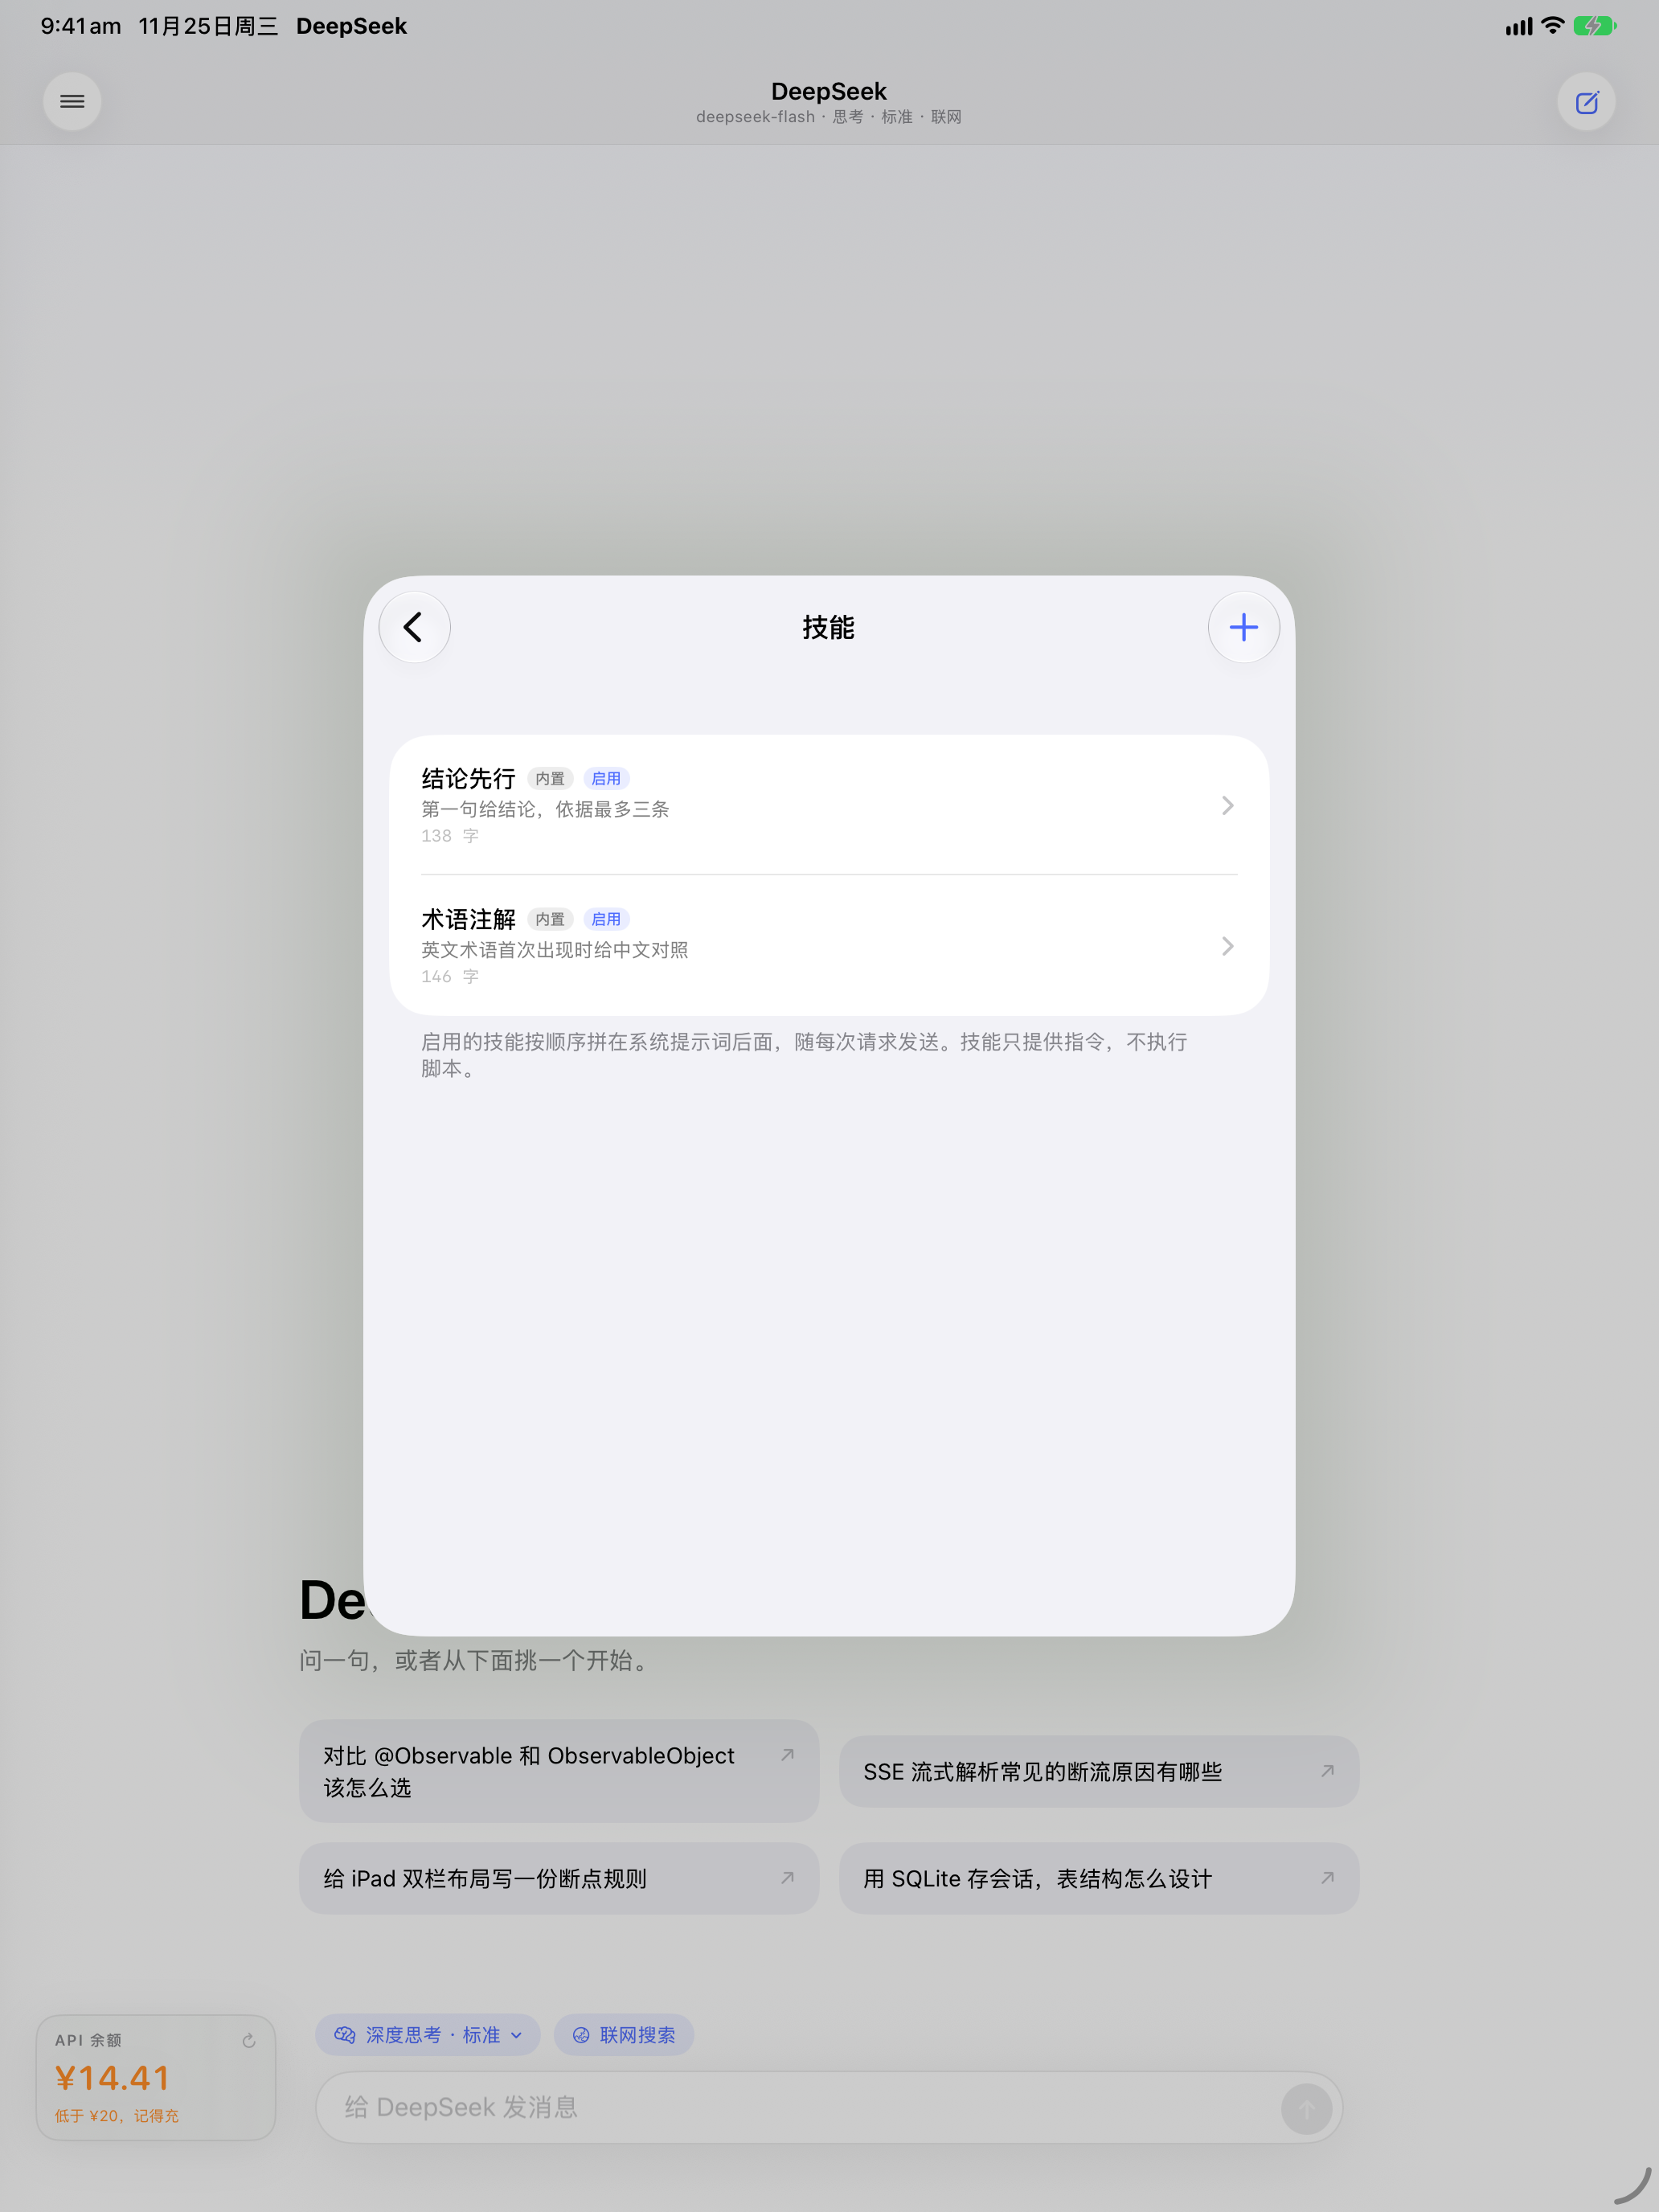 9:41am 11月25日周三 DeepSeek
DeepSeek
deepseek-flash · 思考 · 标准 · 联网
技能
结论先行 内置 启用
第一句给结论，依据最多三条
138 字
术语注解 内置 启用
英文术语首次出现时给中文对照
146 字
启用的技能按顺序拼在系统提示词后面，随每次请求发送。技能只提供指令，不执行
脚本。
De
问一句，或者从下面挑一个开始。
对比 @Observable 和 ObservableObject
该怎么选
SSE 流式解析常见的断流原因有哪些
给 iPad 双栏布局写一份断点规则
用 SQLite 存会话，表结构怎么设计
API 余额
¥14.41
低于 ¥20，记得充
深度思考 · 标准
联网搜索
给 DeepSeek 发消息